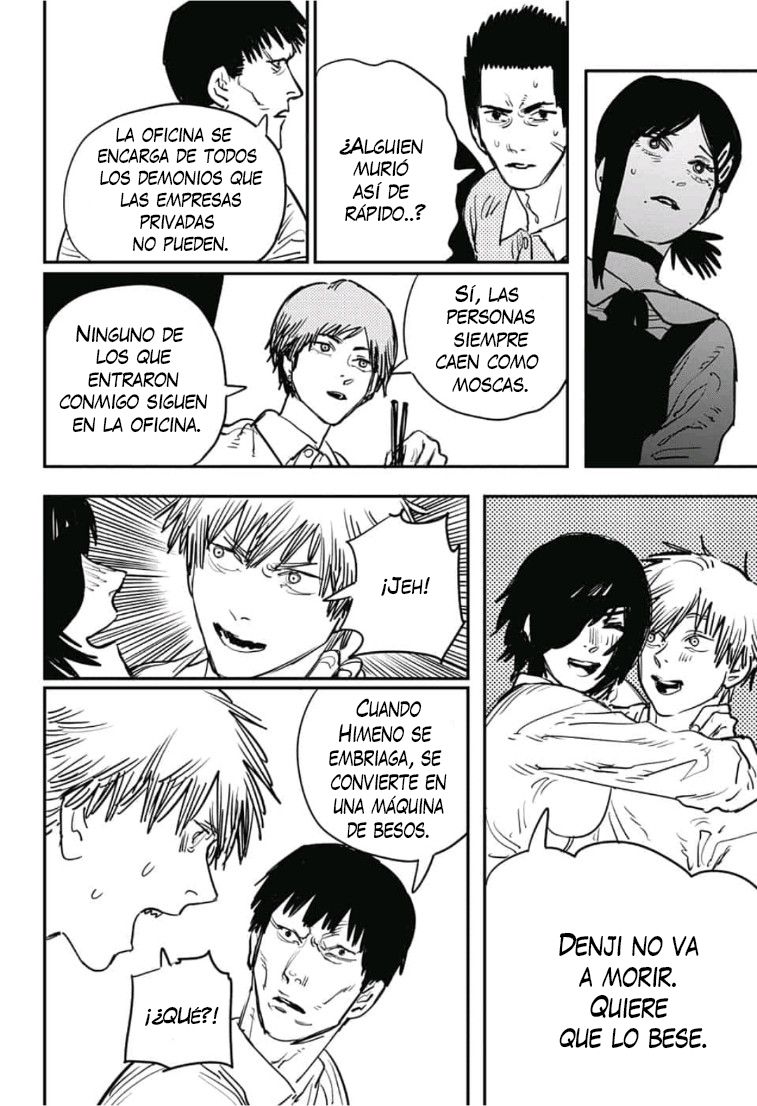 ¿ALGUIEN
MURIÓ
ASÍ DE
RÁPIDO..?
LA OFICINA SE
ENCARGA DE TODOS
LOS DEMONIOS QUE
LAS EMPRESAS
PRIVADAS
NO PUEDEN.
SÍ, LAS
PERSONAS
SIEMPRE
CAEN COMO
MOSCAS.
NINGUNO DE
LOS QUE
ENTRARON
CONMIGO SIGUEN
EN LA OFICINA.
DENJI NO VA
A MORIR.
QUIERE
QUE LO BESE.
¡JEH!
CUANDO
HIMENO SE
EMBRIAGA, SE
CONVIERTE EN
UNA MÁQUINA
DE BESOS.
¡¿QUÉ?!